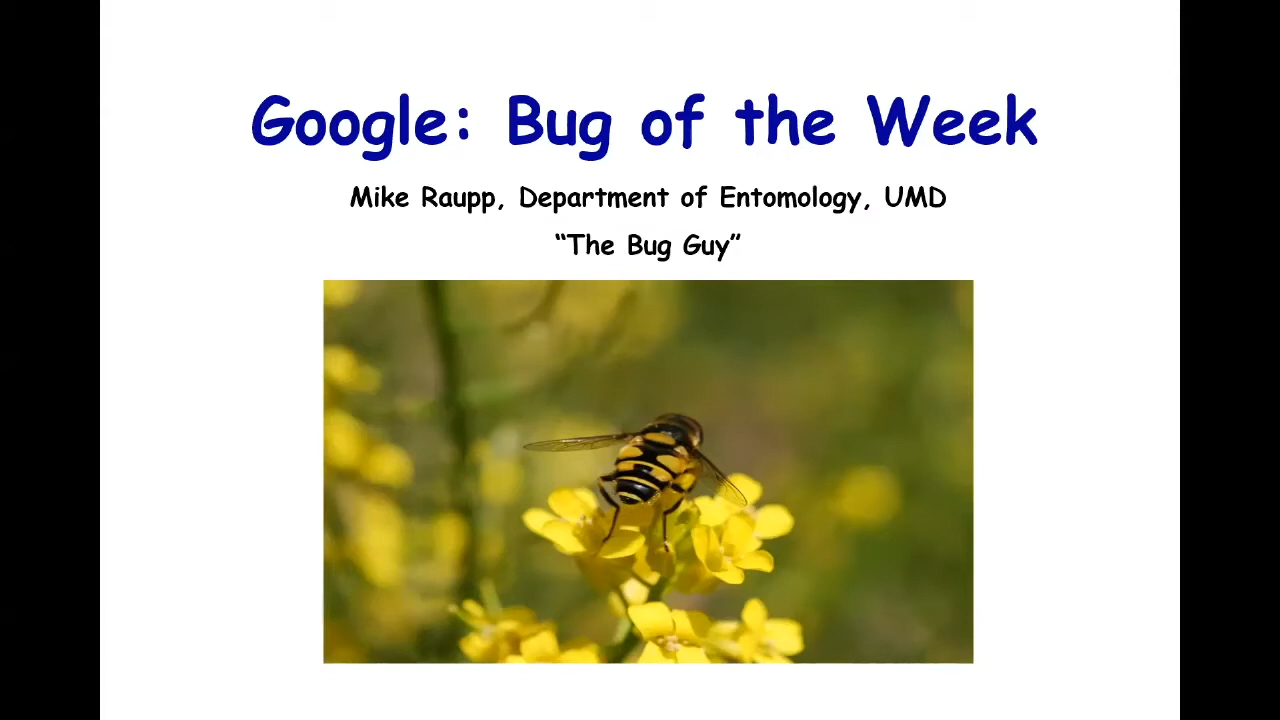 Google: Bug of the Week
Mike Raupp, Department of Entomology, UMD
“The Bug Guy”